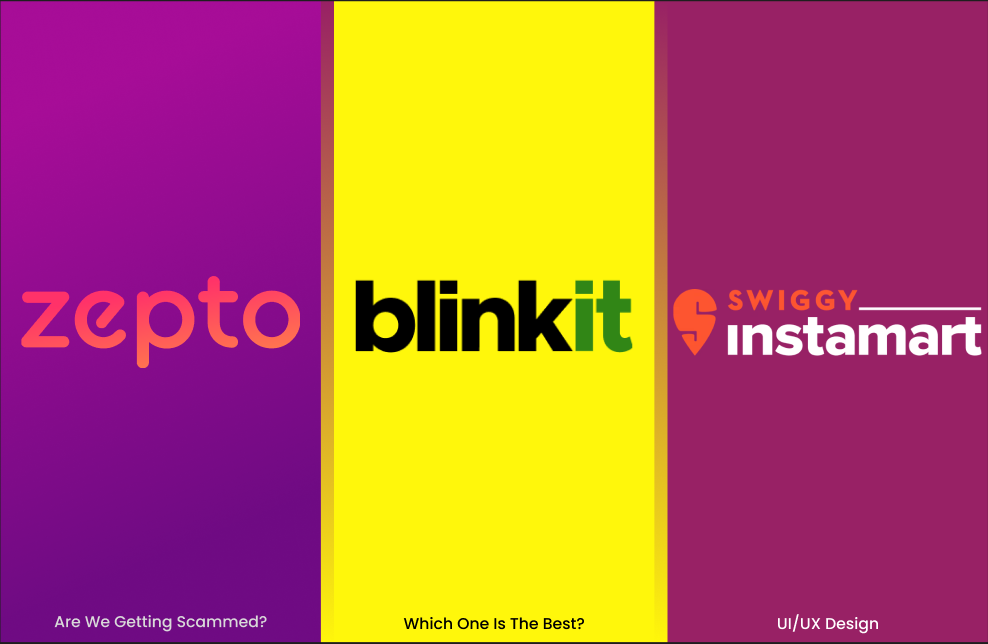 zepto
blinkit
SWIGGY
instamart
Are We Getting Scammed?
Which One Is The Best?
UI/UX Design